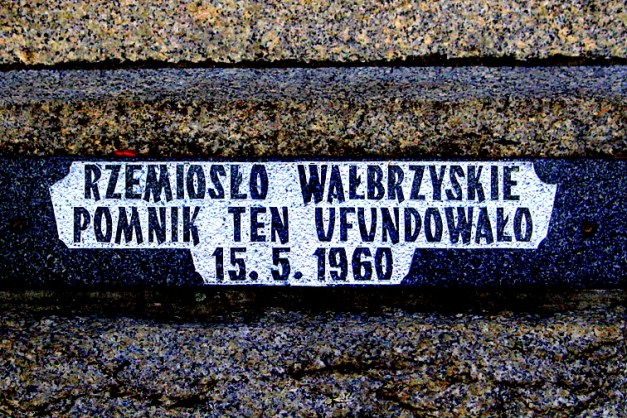 RZEMIOSŁO WAŁBRZYSKIE
POMNIK TEN UFUNDOWAŁO
15. 5. 1960